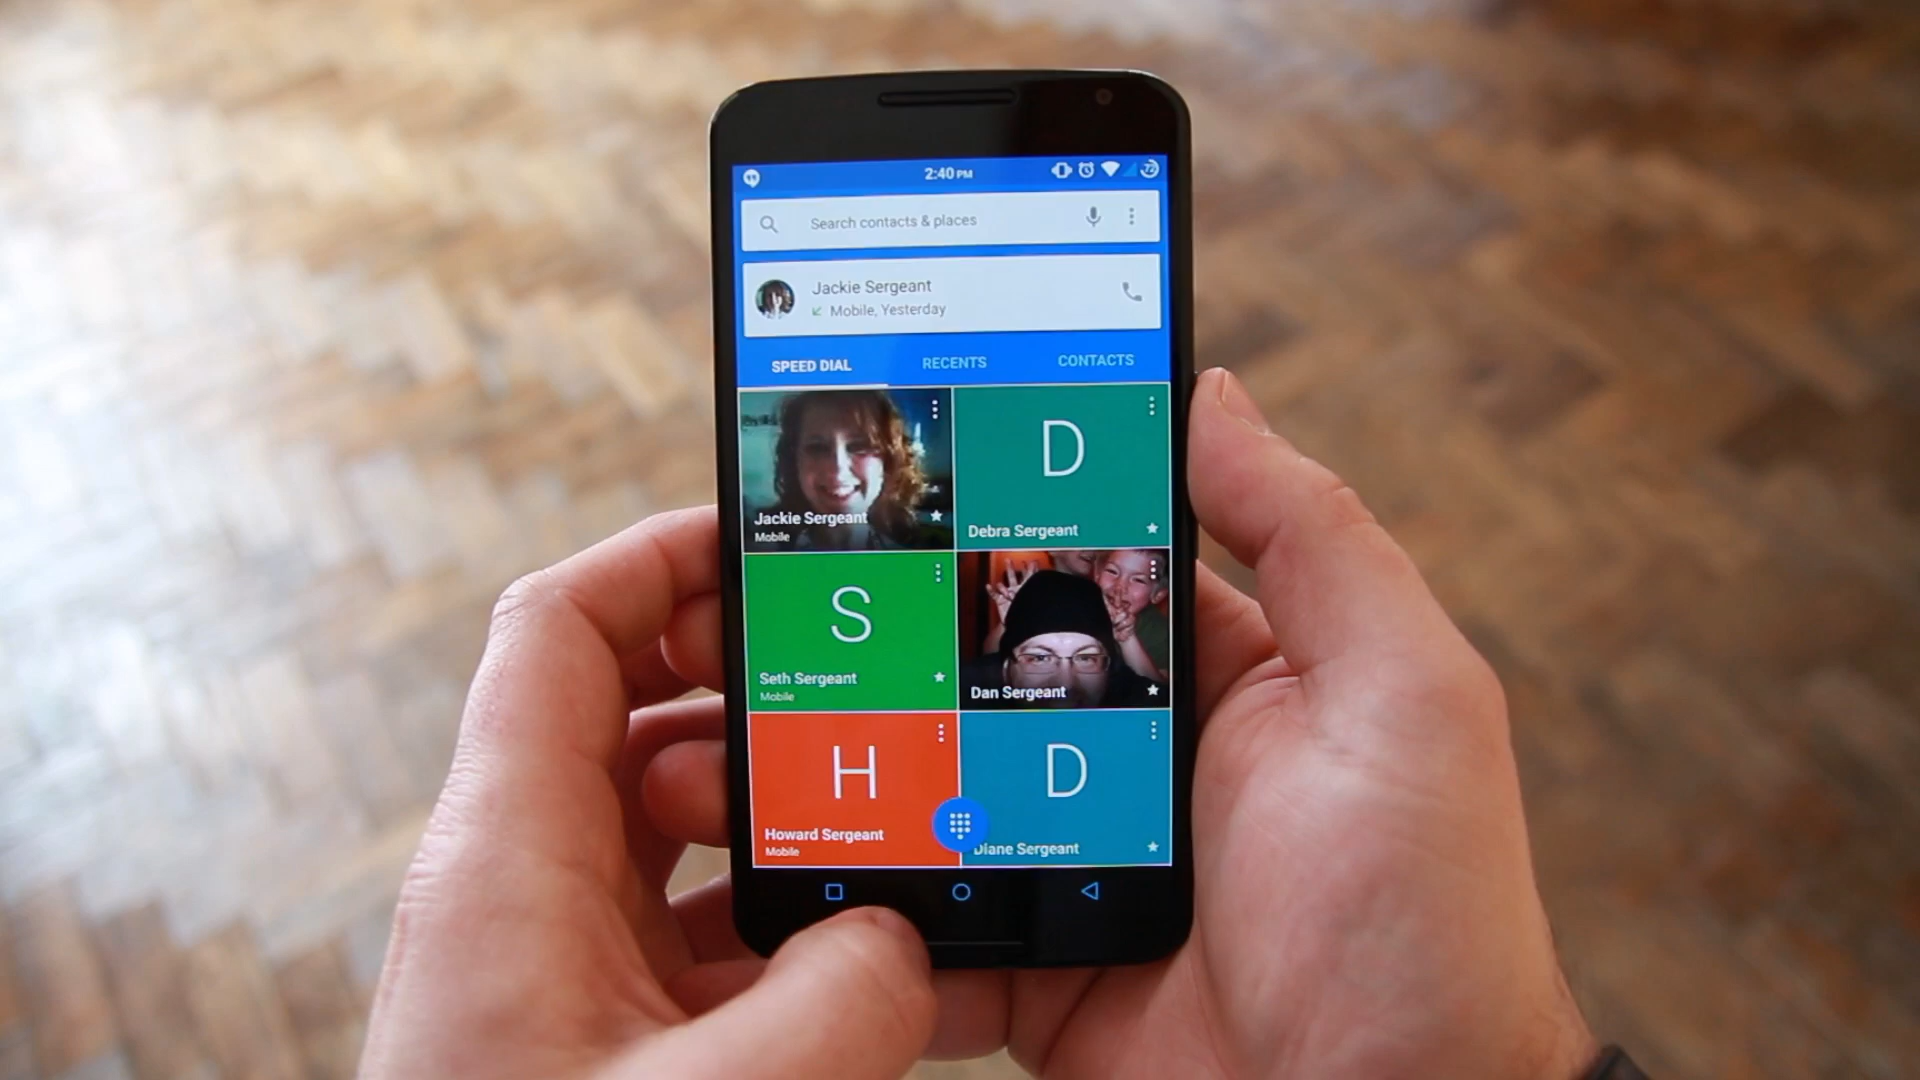 2:40 PM
72
Search contacts & places
Jackie Sergeant
Mobile, Yesterday
SPEED DIAL RECENTS CONTACTS
Jackie Sergeant
Mobile
D
Debra Sergeant
S
Seth Sergeant
Mobile
Dan Sergeant
H
Howard Sergeant
Mobile
D
Diane Sergeant